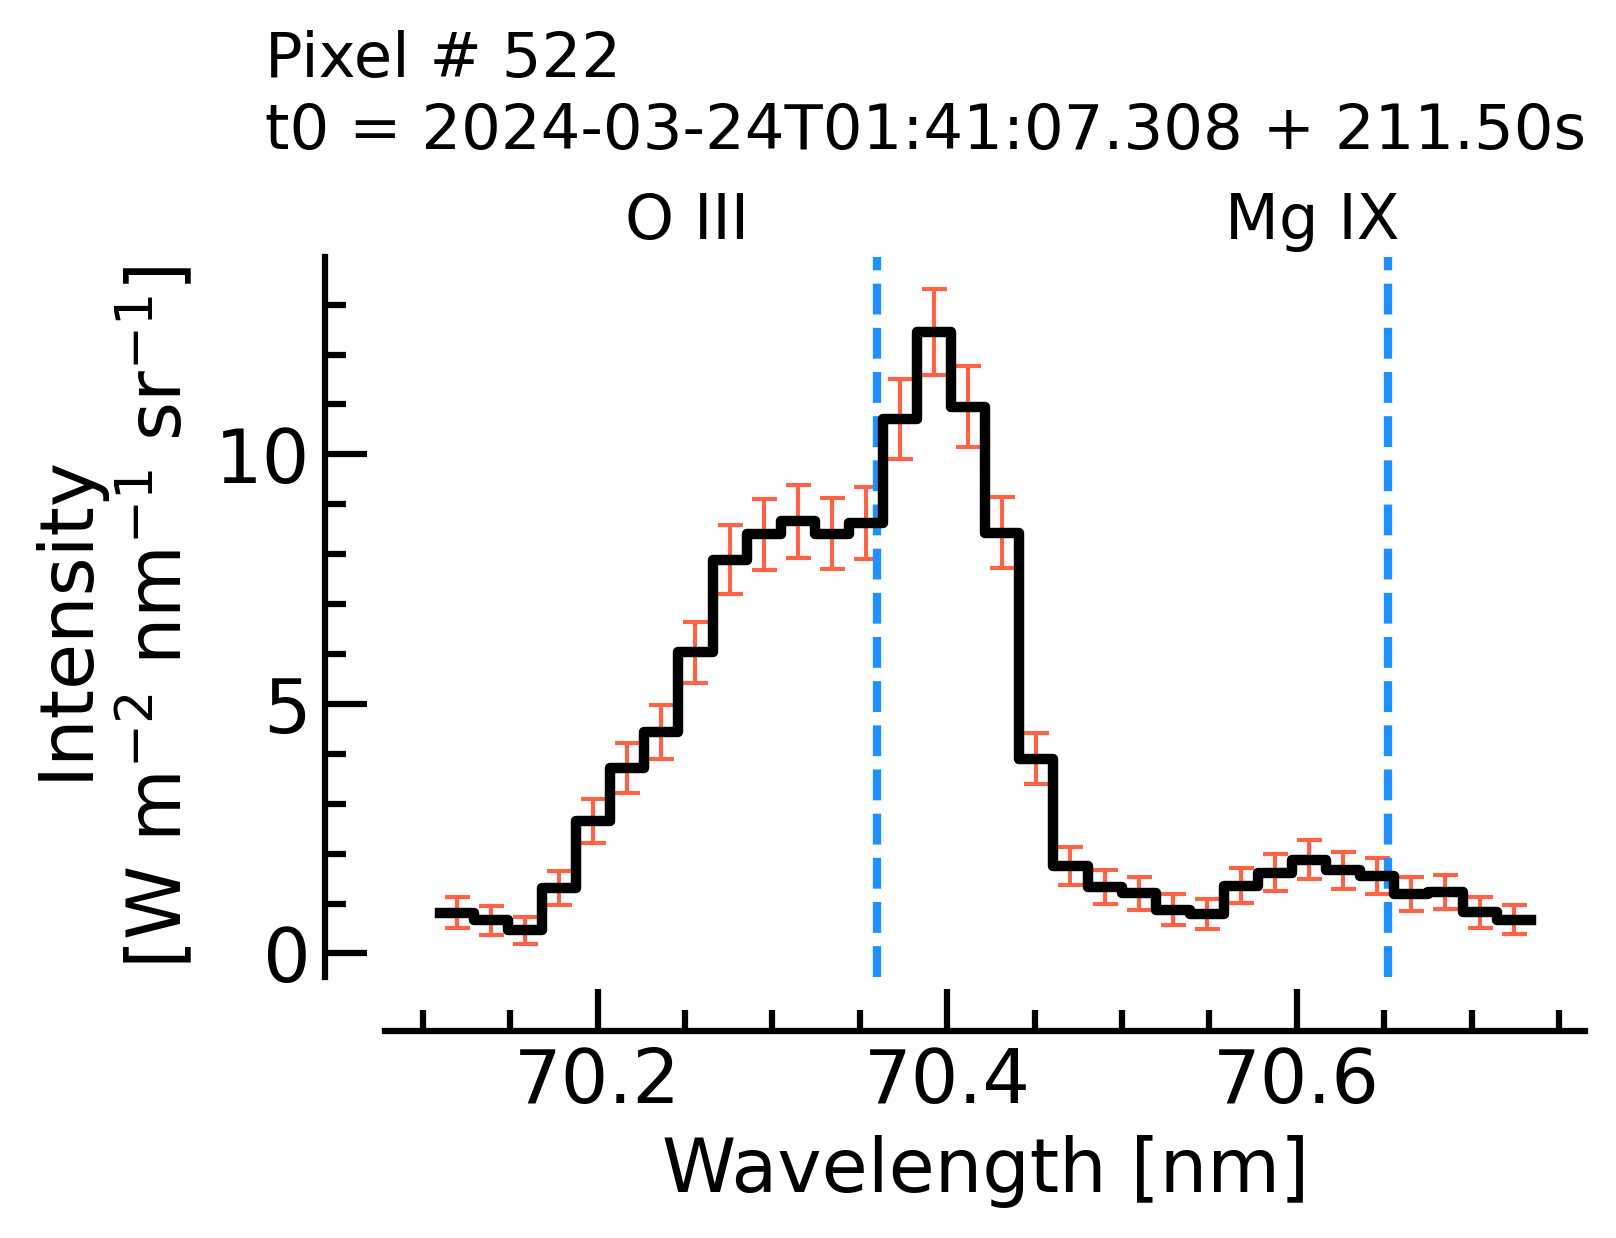 Pixel # 522
t0 = 2024-03-24T01:41:07.308 + 211.50s
O III Mg IX
Intensity
[W m⁻² nm⁻¹ sr⁻¹]
10
5
0
70.2 70.4 70.6
Wavelength [nm]